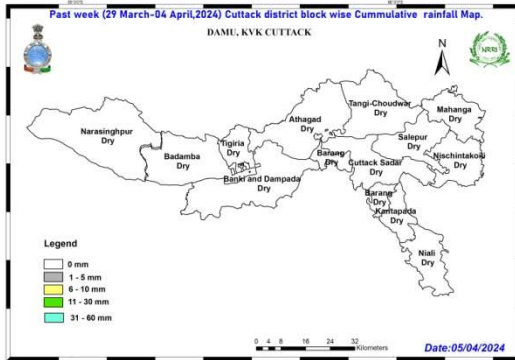 Past week (29 March-04 April,2024) Cuttack district block wise Cummulative rainfall Map.
DAMU, KVK CUTTACK
N
NRRI
Tangi-Choudwar
Dry
Mahanga
Dry
Athagad
Dry
Narasinghpur
Dry
Tigiria
Dry
Salepur
Dry
Badamba
Dry
Barang
Dry
Cuttack Sadar
Dry
Nischintakoili
Dry
Banki and Dampada
Dry
Barang
Dry
Kantapada
Dry
Niali
Dry
Legend
0 mm
1 - 5 mm
6 - 10 mm
11 - 30 mm
31 - 60 mm
0 4 8 16 24 32
Kilometers
Date:05/04/2024